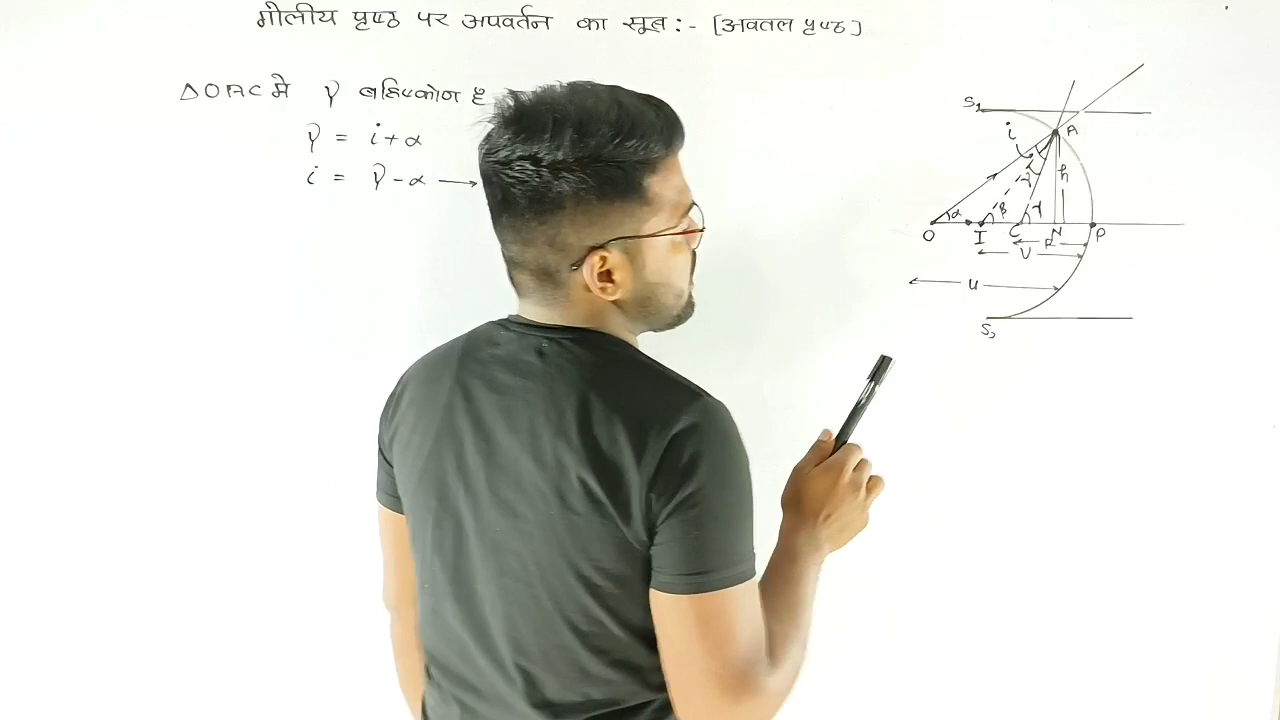 गोलीय पृष्ठ पर अपवर्तन का सूत्र :- [अवतल पृष्ठ]
ΔOAC मे γ बहिष्कोन है
γ = i + α
i = γ - α →
S1
A
i
r
h
α
β
γ
O
I
C
N
P
R
U
u
S2